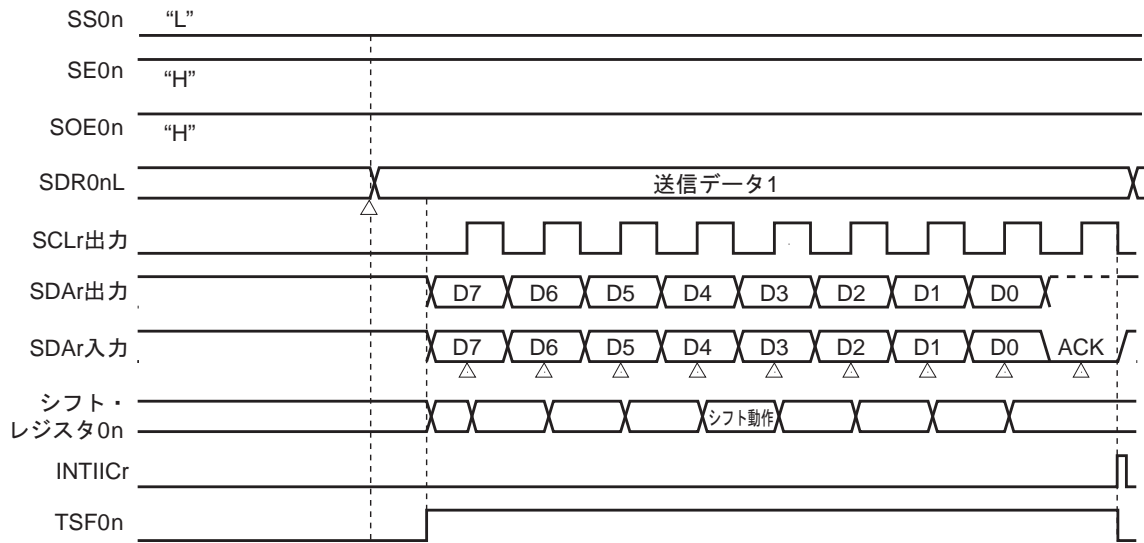 SS0n “L”
SE0n “H”
SOE0n “H”
SDR0nL 送信データ1
SCLr出力
SDAr出力 D7 D6 D5 D4 D3 D2 D1 D0
SDAr入力 D7 D6 D5 D4 D3 D2 D1 D0 ACK
シフト・
レジスタ0n シフト動作
INTIICr
TSF0n